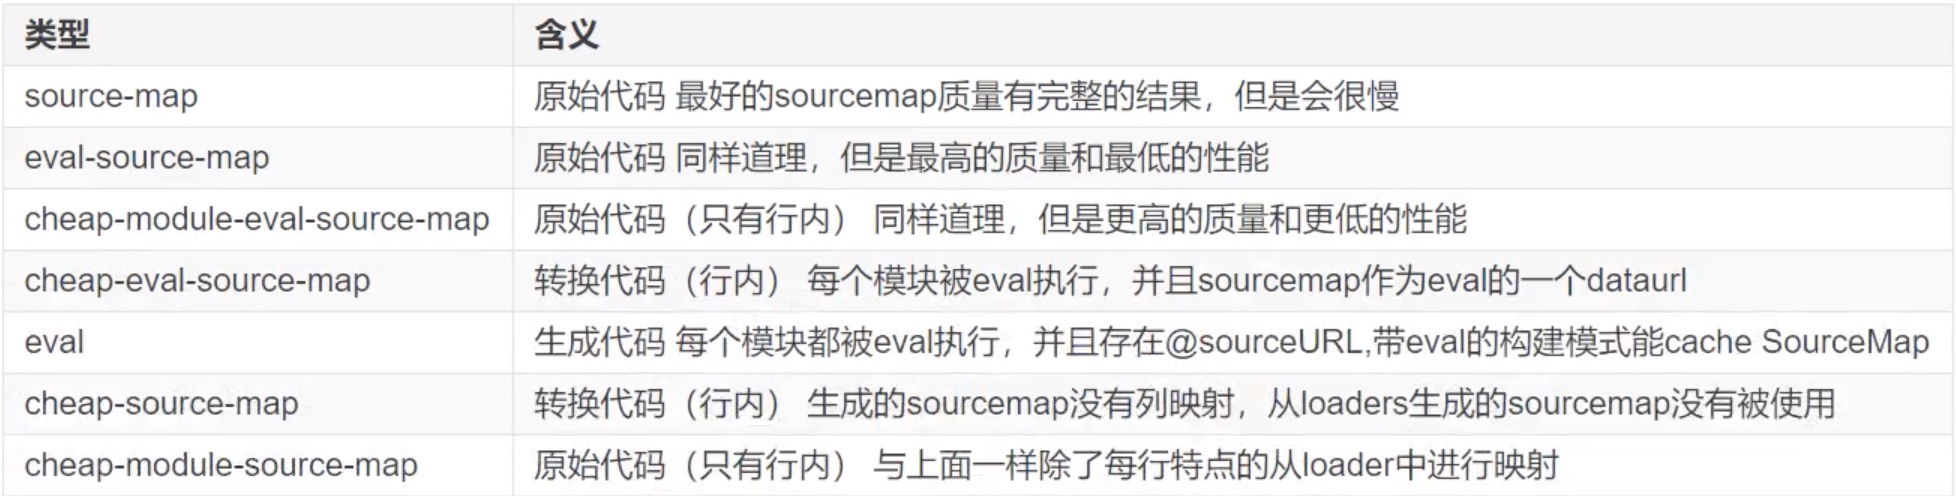 类型 含义
source-map 原始代码 最好的sourcemap质量有完整的结果，但是会很慢
eval-source-map 原始代码 同样道理，但是最高的质量和最低的性能
cheap-module-eval-source-map 原始代码（只有行内） 同样道理，但是更高的质量和更低的性能
cheap-eval-source-map 转换代码（行内） 每个模块被eval执行，并且sourcemap作为eval的一个dataurl
eval 生成代码 每个模块都被eval执行，并且存在@sourceURL,带eval的构建模式能cache SourceMap
cheap-source-map 转换代码（行内） 生成的sourcemap没有列映射，从loaders生成的sourcemap没有被使用
cheap-module-source-map 原始代码（只有行内） 与上面一样除了每行特点的从loader中进行映射